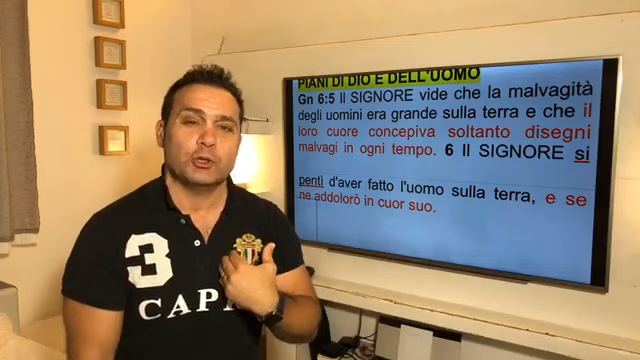 PIANI DI DIO E DELL'UOMO
Gn 6:5 Il SIGNORE vide che la malvagità
degli uomini era grande sulla terra e che il
loro cuore concepiva soltanto disegni
malvagi in ogni tempo. 6 Il SIGNORE si
penti d'aver fatto l'uomo sulla terra, e se
ne addolorò in cuor suo.
3
CAP